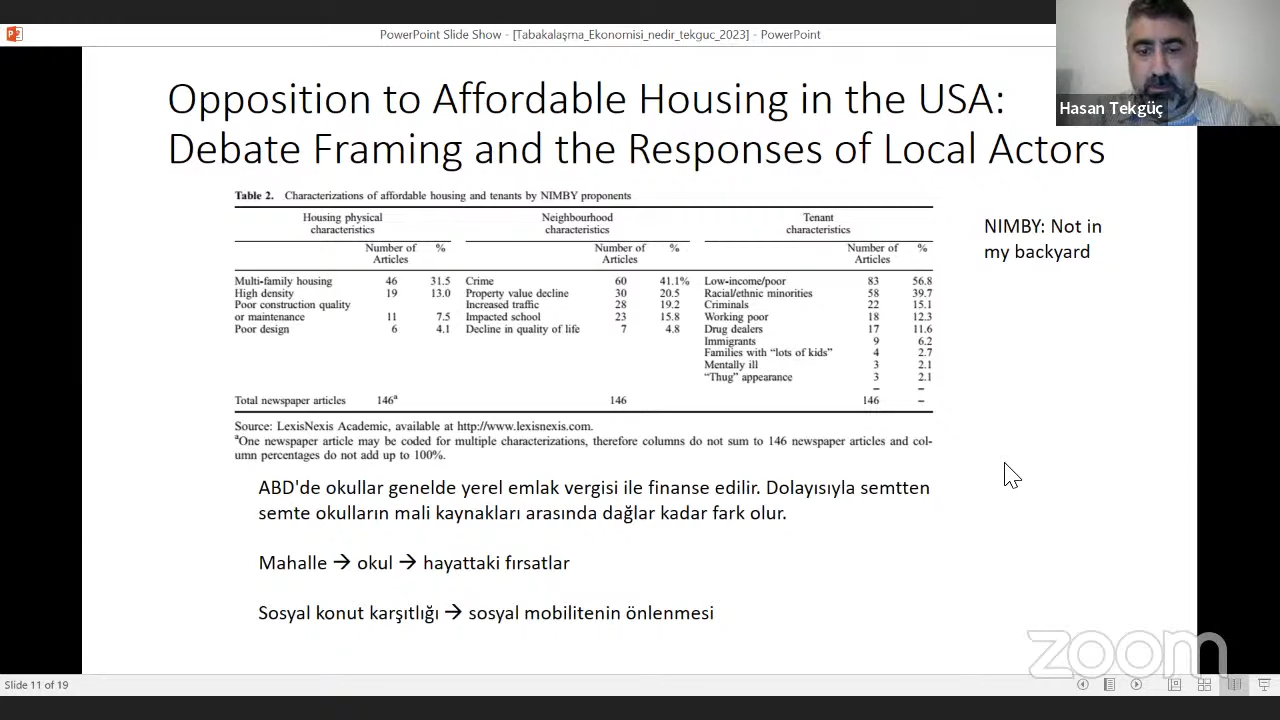 PowerPoint Slide Show - [Tabakalaşma_Ekonomisi_nedir_tekguc_2023] - PowerPoint
Hasan Tekgüç
Opposition to Affordable Housing in the USA:
Debate Framing and the Responses of Local Actors
Table 2. Characterizations of affordable housing and tenants by NIMBY proponents
Housing physical characteristics Neighbourhood characteristics Tenant characteristics
Number of Articles % Number of Articles % Number of Articles %
Multi-family housing 46 31.5 Crime 60 41.1% Low-income/poor 83 56.8
High density 19 13.0 Property value decline 30 20.5 Racial/ethnic minorities 58 39.7
Poor construction quality Increased traffic 28 19.2 Criminals 22 15.1
or maintenance 11 7.5 Impacted school 23 15.8 Working poor 18 12.3
Poor design 6 4.1 Decline in quality of life 7 4.8 Drug dealers 17 11.6
Immigrants 9 6.2
Families with “lots of kids” 4 2.7
Mentally ill 3 2.1
“Thug” appearance 3 2.1
– –
Total newspaper articles 146a 146 146 –
Source: LexisNexis Academic, available at http://www.lexisnexis.com.
aOne newspaper article may be coded for multiple characterizations, therefore columns do not sum to 146 newspaper articles and col-
umn percentages do not add up to 100%.
NIMBY: Not in
my backyard
ABD'de okullar genelde yerel emlak vergisi ile finanse edilir. Dolayısıyla semtten
semte okulların mali kaynakları arasında dağlar kadar fark olur.
Mahalle → okul → hayattaki fırsatlar
Sosyal konut karşıtlığı → sosyal mobilitenin önlenmesi
zoom
Slide 11 of 19